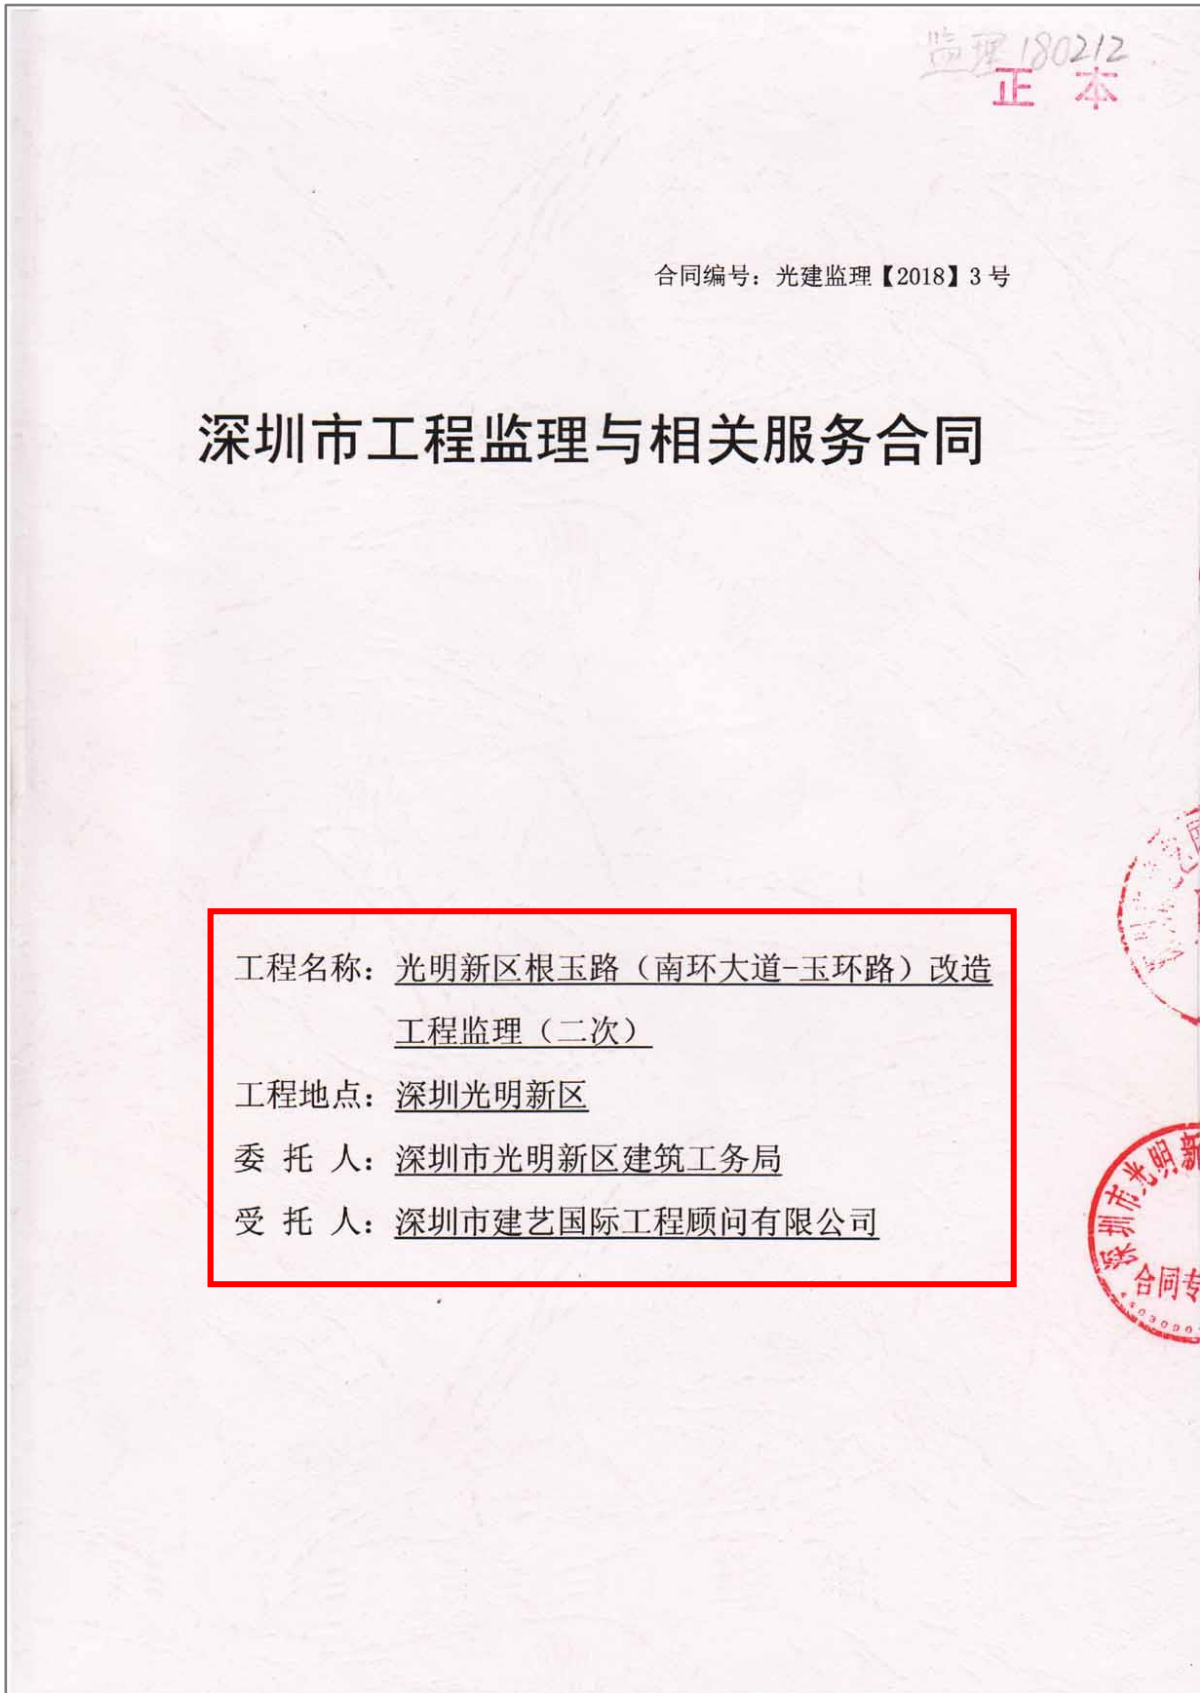 监理180212
正 本
合同编号：光建监理【2018】3 号
深圳市工程监理与相关服务合同
工程名称：光明新区根玉路（南环大道-玉环路）改造
工程监理（二次）
工程地点：深圳光明新区
委 托 人：深圳市光明新区建筑工务局
受 托 人：深圳市建艺国际工程顾问有限公司
深圳市光明新
合同专